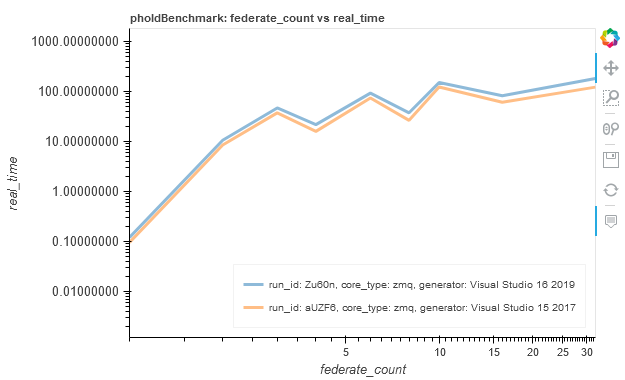 pholdBenchmark: federate_count vs real_time
1000.00000000
100.00000000
10.00000000
1.00000000
0.10000000
0.01000000
real_time
run_id: Zu60n, core_type: zmq, generator: Visual Studio 16 2019
run_id: aUZF6, core_type: zmq, generator: Visual Studio 15 2017
5 10 15 20 25 30
federate_count